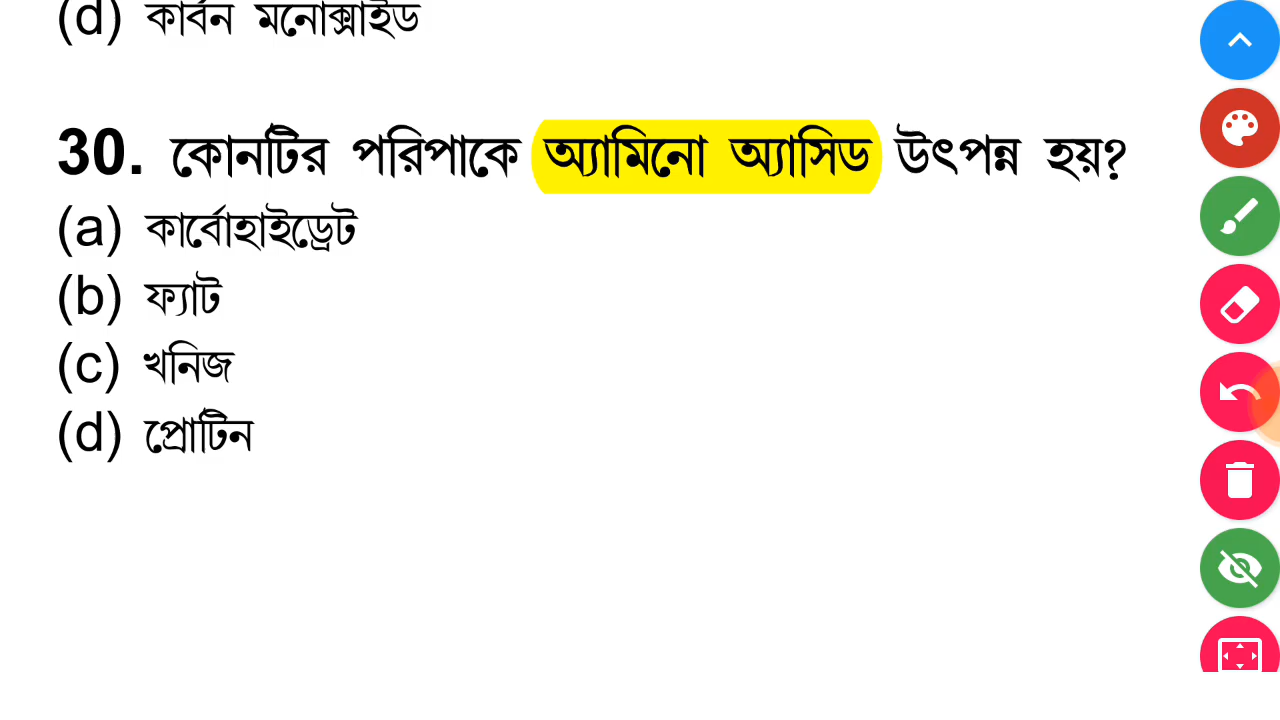 (d) কার্বন মনোক্সাইড
30. কোনটির পরিপাকে অ্যামিনো অ্যাসিড উৎপন্ন হয়?
(a) কার্বোহাইড্রেট
(b) ফ্যাট
(c) খনিজ
(d) প্রোটিন